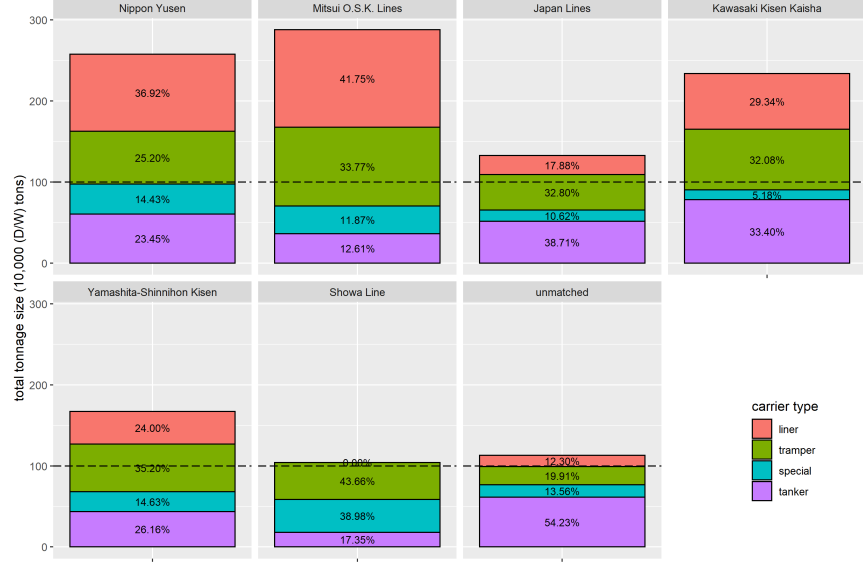 total tonnage size (10,000 (D/W) tons)
Nippon Yusen
Mitsui O.S.K. Lines
Japan Lines
Kawasaki Kisen Kaisha
300
200
100
0
36.92%
25.20%
14.43%
23.45%
41.75%
33.77%
11.87%
12.61%
17.88%
32.80%
10.62%
38.71%
29.34%
32.08%
5.18%
33.40%
Yamashita-Shinnihon Kisen
Showa Line
unmatched
300
200
100
0
24.00%
35.20%
14.63%
26.16%
0.00%
43.66%
38.98%
17.35%
12.30%
19.91%
13.56%
54.23%
carrier type
liner
tramper
special
tanker